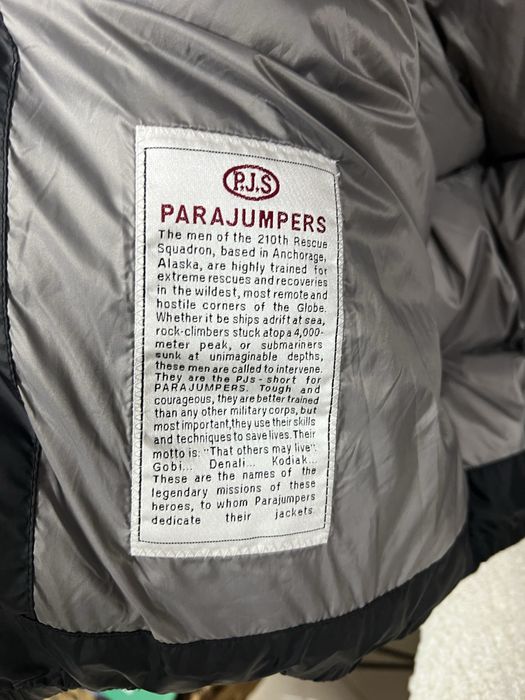 P.J.S
PARAJUMPERS
The men of the 210th Rescue
Squadron, based in Anchorage,
Alaska, are highly trained for
extreme rescues and recoveries
in the wildest, most remote and
hostile corners of the Globe.
Whether it be ships adrift at sea,
rock-climbers stuck atop a 4,000-
meter peak, or submariners
sunk at unimaginable depths,
these men are called to intervene.
They are the PJs - short for
PARAJUMPERS. Tough and
courageous, they are better trained
than any other military corps, but
most important,they use their skills
and techniques to save lives. Their
motto is: "That others may live".
Gobi... Denali... Kodiak...
These are the names of the
legendary missions of these
heroes, to whom Parajumpers
dedicate their jackets.